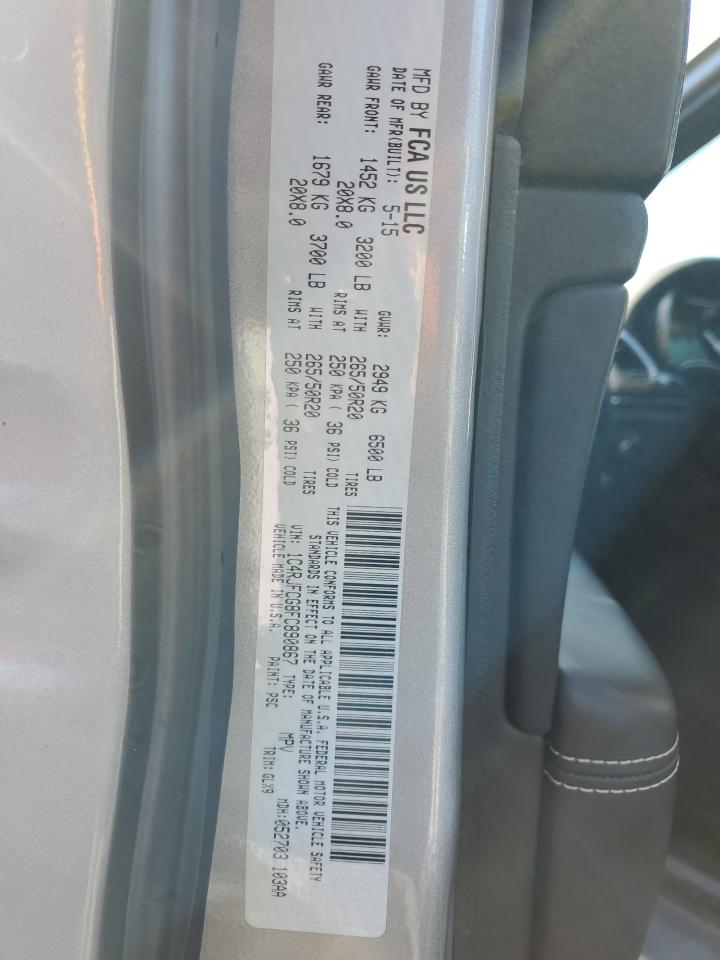 MFD BY FCA US LLC
DATE OF MFR(BUILT): 5-15 GVWR: 2949 KG 6500 LB
GAWR FRONT: 1452 KG 3200 LB WITH 265/50R20 TIRES
20X8.0 RIMS AT 250 KPA ( 36 PSI) COLD
GAWR REAR: 1679 KG 3700 LB WITH 265/50R20 TIRES
20X8.0 RIMS AT 250 KPA ( 36 PSI) COLD
THIS VEHICLE CONFORMS TO ALL APPLICABLE U.S.A. FEDERAL MOTOR VEHICLE SAFETY
STANDARDS IN EFFECT ON THE DATE OF MANUFACTURE SHOWN ABOVE.
VIN: 1C4RJFCG8FC890867 TYPE: MPV MDH:052703 103AA
VEHICLE MADE IN U.S.A. PAINT: PSC TRIM: GLX9